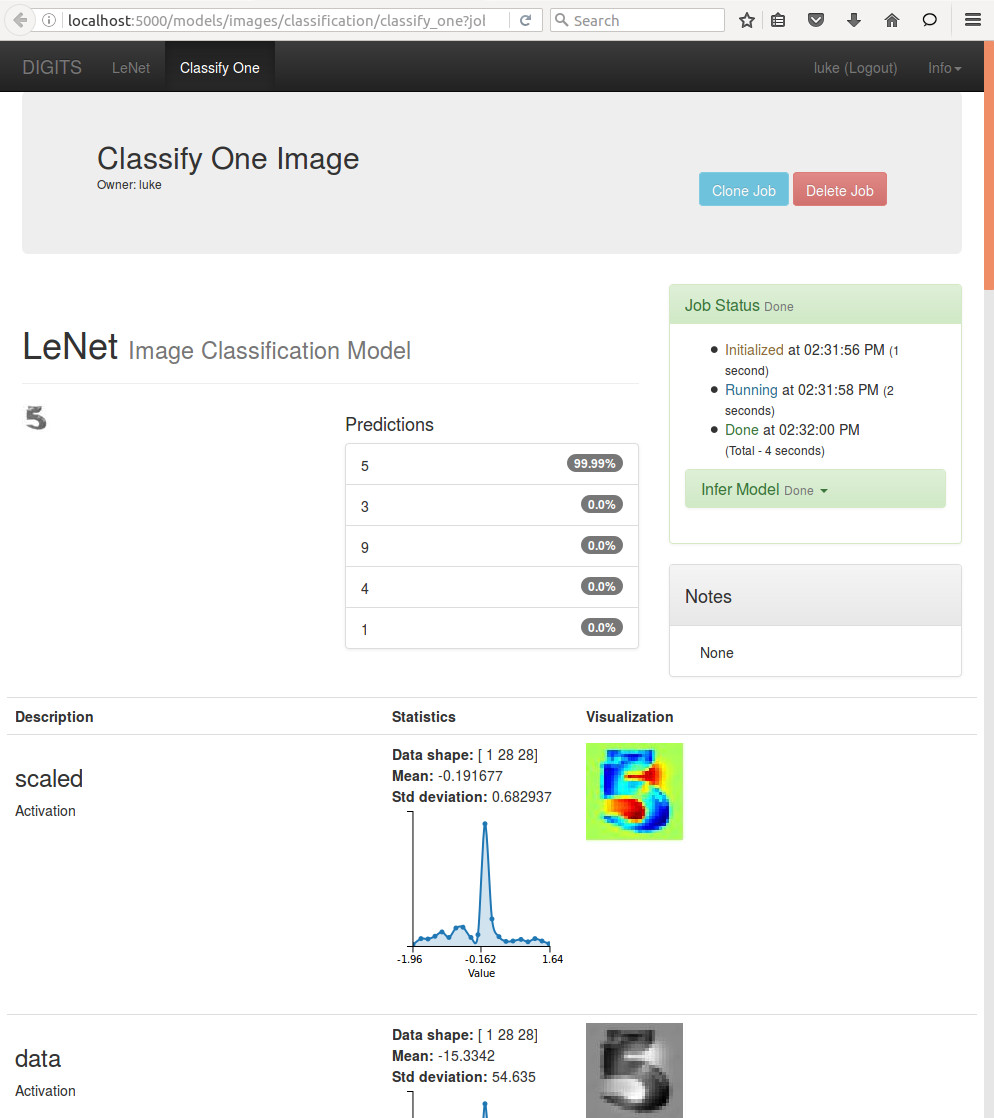 localhost:5000/models/images/classification/classify_one?jol
Search
DIGITS LeNet Classify One luke (Logout) Info
Classify One Image
Owner: luke
Clone Job Delete Job
LeNet Image Classification Model
5
Predictions
5 99.99%
3 0.0%
9 0.0%
4 0.0%
1 0.0%
Job Status Done
Initialized at 02:31:56 PM (1
second)
Running at 02:31:58 PM (2
seconds)
Done at 02:32:00 PM
(Total - 4 seconds)
Infer Model Done
Notes
None
Description Statistics Visualization
scaled
Activation
Data shape: [ 1 28 28]
Mean: -0.191677
Std deviation: 0.682937
-1.96 -0.162 1.64
Value
5
data
Activation
Data shape: [ 1 28 28]
Mean: -15.3342
Std deviation: 54.635
5